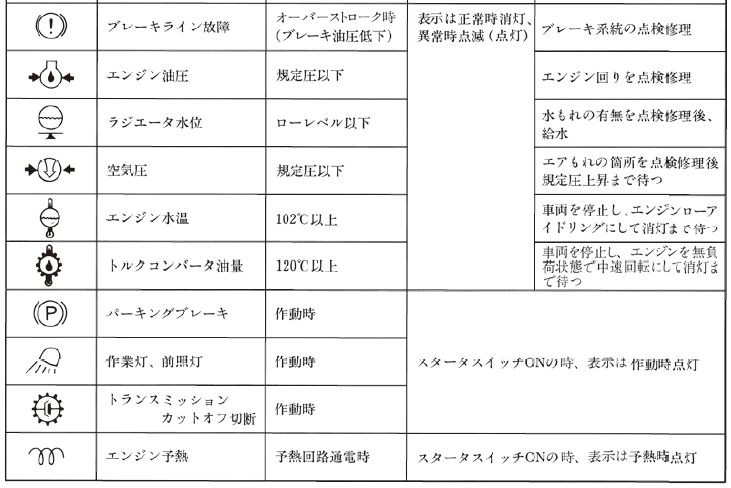 ブレーキライン故障
オーバーストローク時
(ブレーキ油圧低下)
表示は正常時消灯、
異常時点滅(点灯)
ブレーキ系統の点検修理
エンジン油圧
規定圧以下
エンジン回りを点検修理
ラジエータ水位
ローレベル以下
水もれの有無を点検修理後、
給水
空気圧
規定圧以下
エアもれの箇所を点検修理後
規定圧上昇まで待つ
エンジン水温
102℃以上
車両を停止し、エンジンローア
イドリングにして消灯まで待つ
トルクコンバータ油量
120℃以上
車両を停止し、エンジンを無負
荷状態で中速回転にして消灯ま
で待つ
P
パーキングブレーキ
作動時
スタータスイッチONの時、表示は作動時点灯
作業灯、前照灯
作動時
トランスミッション
カットオフ切断
作動時
エンジン予熱
予熱回路通電時
スタータスイッチONの時、表示は予熱時点灯